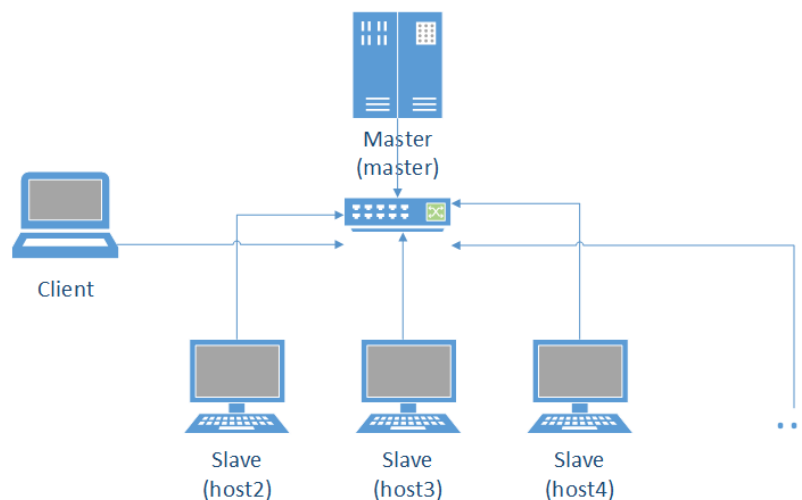 Master
(master)
Client
Slave
(host2)
Slave
(host3)
Slave
(host4)
..